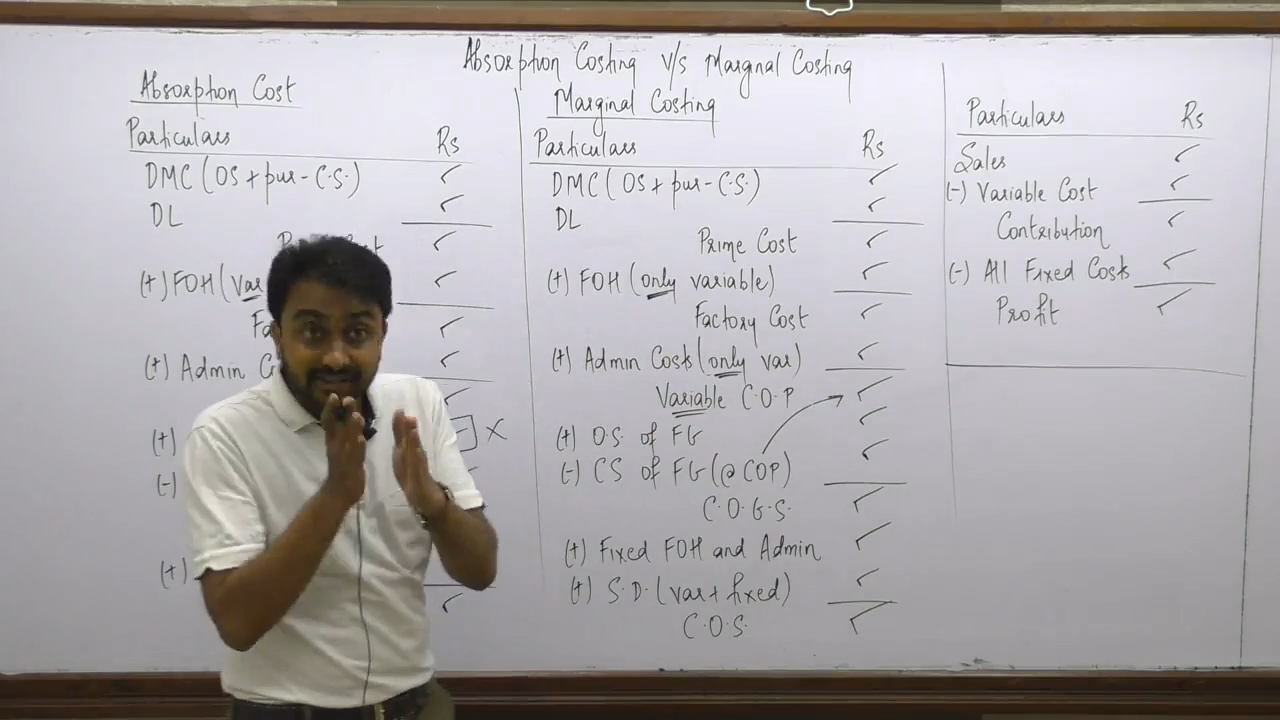 Absorption Costing v/s Marginal Costing
Absorption Cost
Particulars Rs
DMC (OS + pur - C.S.)
DL
(+) FOH (Var
Fa
(+) Admin C
(+) X
(-)
(+)
Marginal Costing
Particulars Rs
DMC (OS + pur - C.S.)
DL
Prime Cost
(+) FOH (only variable)
Factory Cost
(+) Admin Costs (only var)
Variable C.O.P
(+) O.S. of FG
(-) CS of FG (@ COP)
C.O.G.S.
(+) Fixed FOH and Admin
(+) S.D. (var + fixed)
C.O.S.
Particulars Rs
Sales
(-) Variable Cost
Contribution
(-) All Fixed Costs
Profit